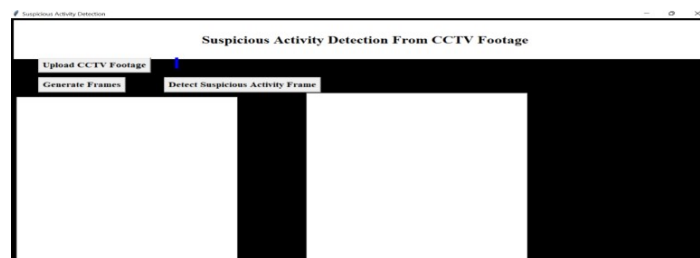 Suspicious Activity Detection
Suspicious Activity Detection From CCTV Footage
Upload CCTV Footage
Generate Frames
Detect Suspicious Activity Frame